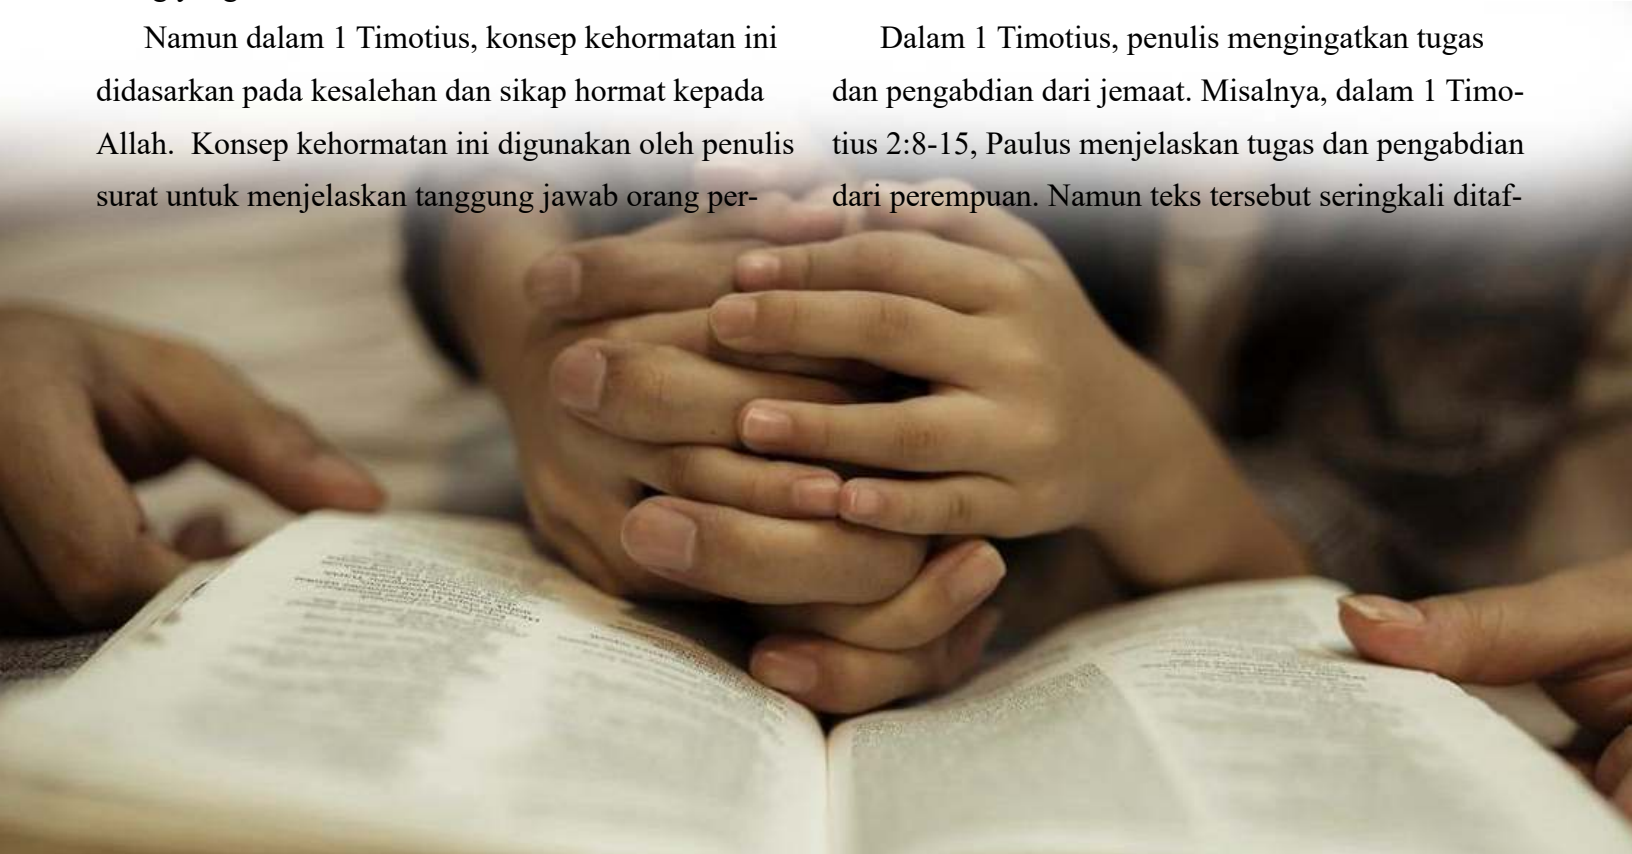 Namun dalam 1 Timotius, konsep kehormatan ini
didasarkan pada kesalehan dan sikap hormat kepada
Allah.  Konsep kehormatan ini digunakan oleh penulis
surat untuk menjelaskan tanggung jawab orang per-
Dalam 1 Timotius, penulis mengingatkan tugas
dan pengabdian dari jemaat. Misalnya, dalam 1 Timo-
tius 2:8-15, Paulus menjelaskan tugas dan pengabdian
dari perempuan. Namun teks tersebut seringkali ditaf-